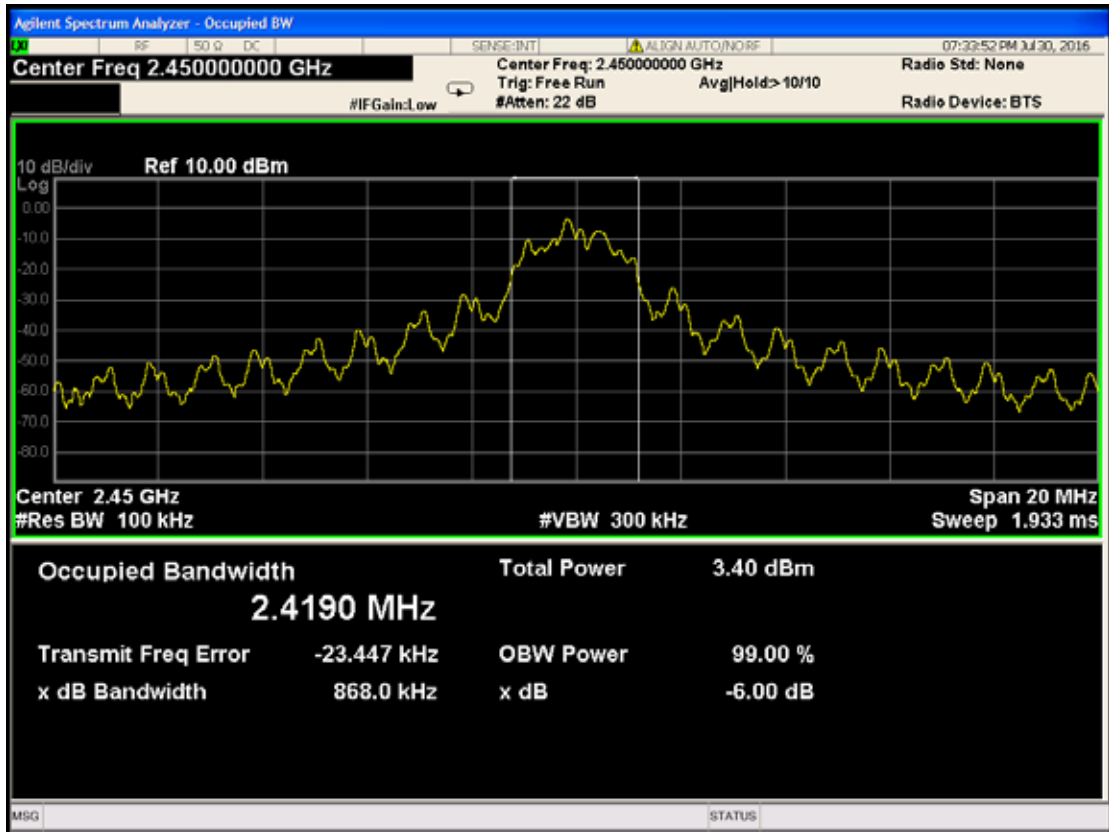 Agilent Spectrum Analyzer - Occupied BW
LXI RF 50 Ω DC SENSE:INT ALIGN AUTO/NO RF 07:33:52 PM Jul 30, 2016
Center Freq 2.450000000 GHz Center Freq: 2.450000000 GHz Radio Std: None
Trig: Free Run Avg|Hold:> 10/10
#IFGain:Low #Atten: 22 dB Radio Device: BTS
10 dB/div Ref 10.00 dBm
Log
0.00
-10.0
-20.0
-30.0
-40.0
-50.0
-60.0
-70.0
-80.0
Center 2.45 GHz Span 20 MHz
#Res BW 100 kHz #VBW 300 kHz Sweep 1.933 ms
Occupied Bandwidth Total Power 3.40 dBm
2.4190 MHz
Transmit Freq Error -23.447 kHz OBW Power 99.00 %
x dB Bandwidth 868.0 kHz x dB -6.00 dB
MSG STATUS